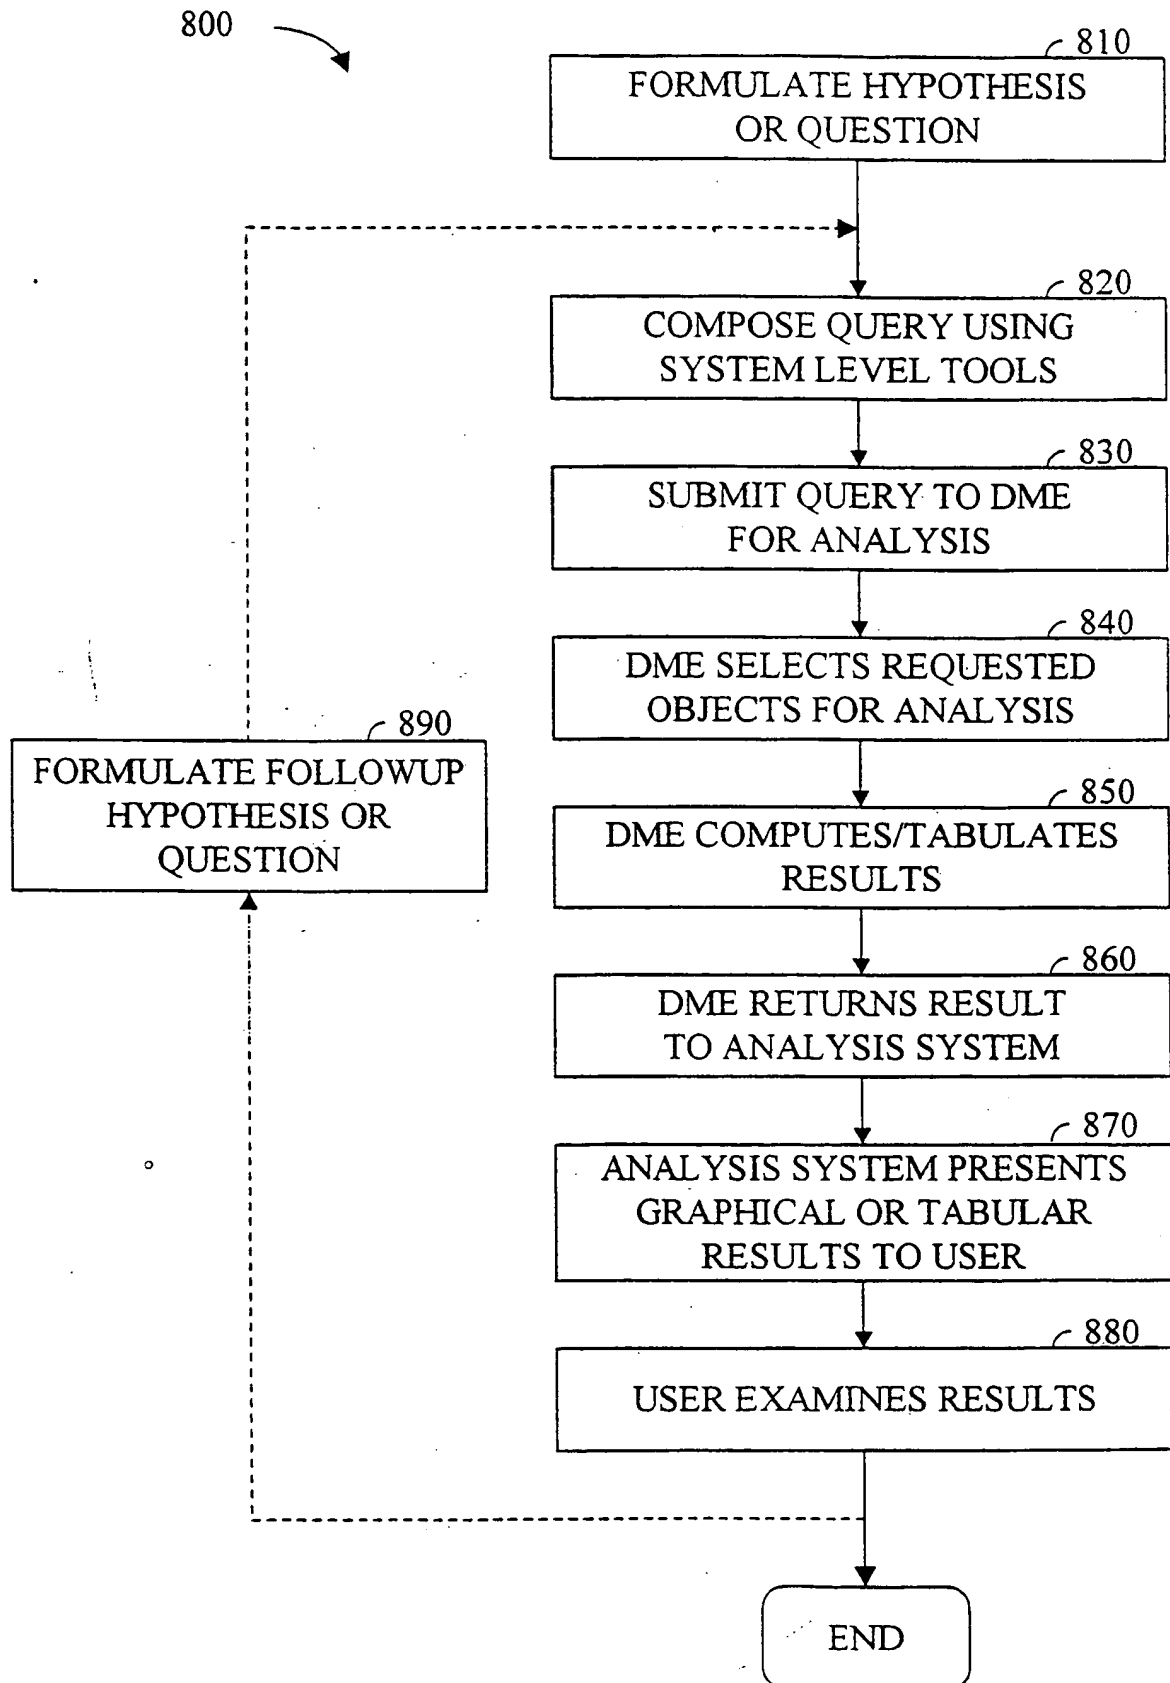 800
810
FORMULATE HYPOTHESIS
OR QUESTION
820
COMPOSE QUERY USING
SYSTEM LEVEL TOOLS
830
SUBMIT QUERY TO DME
FOR ANALYSIS
840
DME SELECTS REQUESTED
OBJECTS FOR ANALYSIS
890
FORMULATE FOLLOWUP
HYPOTHESIS OR
QUESTION
850
DME COMPUTES/TABULATES
RESULTS
860
DME RETURNS RESULT
TO ANALYSIS SYSTEM
870
ANALYSIS SYSTEM PRESENTS
GRAPHICAL OR TABULAR
RESULTS TO USER
880
USER EXAMINES RESULTS
END